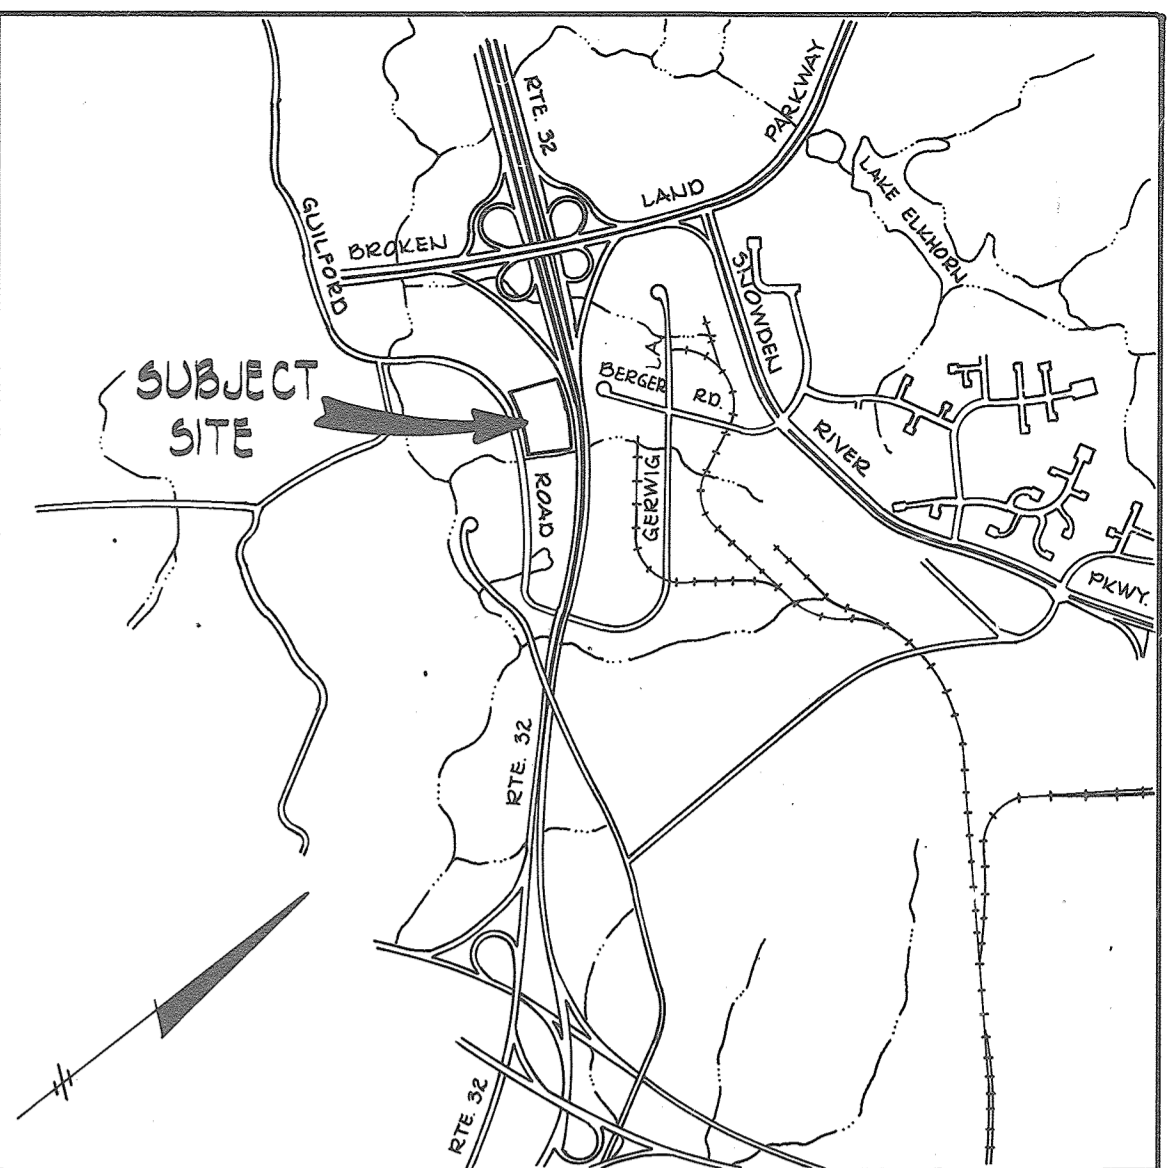 RTE. 32
PARKWAY
LAND
LAKE ELKHORN
GUILFORD
BROKEN
SNOWDEN
SUBJECT
SITE
BERGER
LA.
RD.
RIVER
ROAD
GERWIG
PKWY.
RTE. 32
RTE. 32